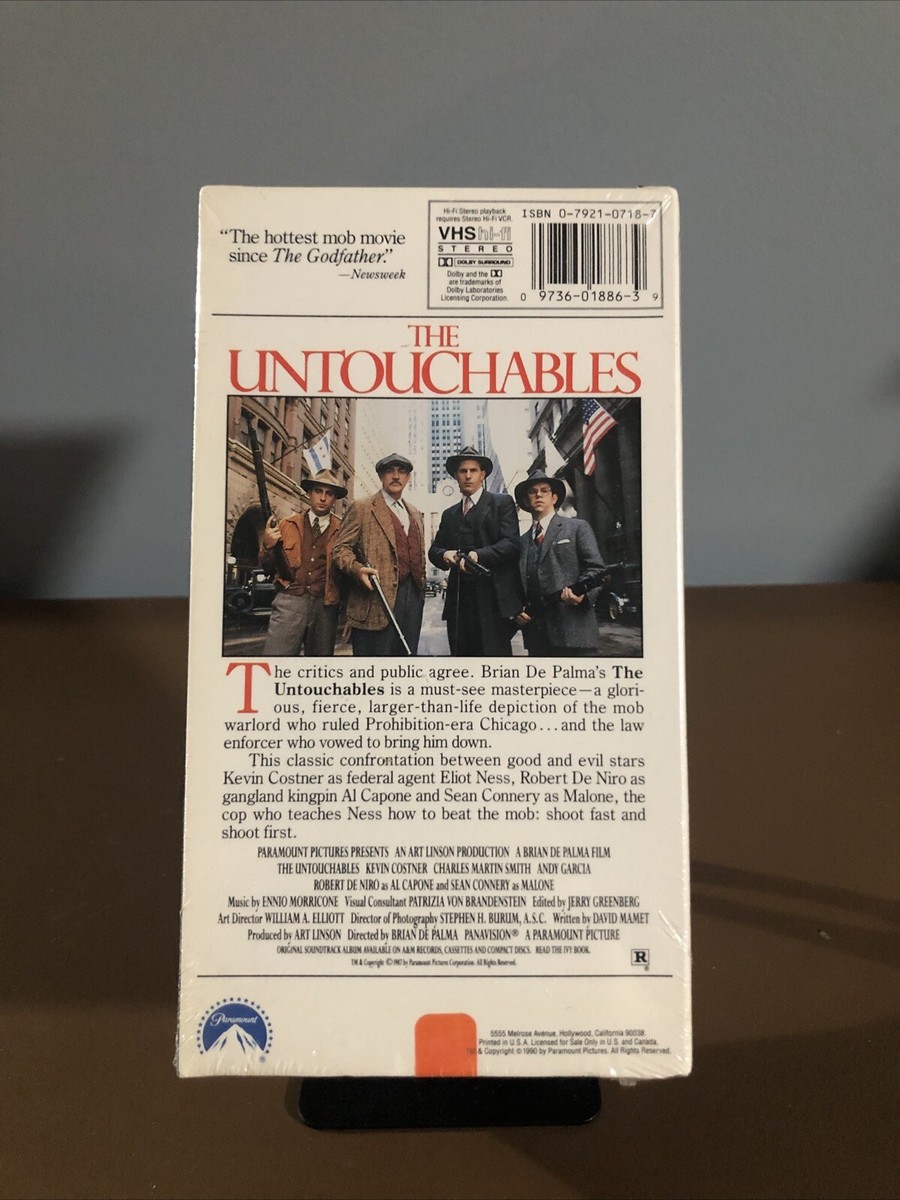 “The hottest mob movie
since The Godfather.”
—Newsweek
Hi-Fi Stereo playback
requires Stereo Hi-Fi VCR.
VHS hi-fi
STEREO
DOLBY SURROUND
Dolby and the
are trademarks of
Dolby Laboratories
Licensing Corporation.
ISBN 0-7921-0718-7
0 9736-01886-3 9
THE
UNTOUCHABLES
The critics and public agree. Brian De Palma's The
Untouchables is a must-see masterpiece—a glori-
ous, fierce, larger-than-life depiction of the mob
warlord who ruled Prohibition-era Chicago...and the law
enforcer who vowed to bring him down.
This classic confrontation between good and evil stars
Kevin Costner as federal agent Eliot Ness, Robert De Niro as
gangland kingpin Al Capone and Sean Connery as Malone, the
cop who teaches Ness how to beat the mob: shoot fast and
shoot first.
PARAMOUNT PICTURES PRESENTS AN ART LINSON PRODUCTION A BRIAN DE PALMA FILM
THE UNTOUCHABLES KEVIN COSTNER CHARLES MARTIN SMITH ANDY GARCIA
ROBERT DE NIRO as AL CAPONE and SEAN CONNERY as MALONE
Music by ENNIO MORRICONE Visual Consultant PATRIZIA VON BRANDENSTEIN Edited by JERRY GREENBERG
Art Director WILLIAM A. ELLIOTT Director of Photography STEPHEN H. BURUM, A.S.C. Written by DAVID MAMET
Produced by ART LINSON Directed by BRIAN DE PALMA PANAVISION® A PARAMOUNT PICTURE
ORIGINAL SOUNDTRACK ALBUM AVAILABLE ON A&M RECORDS, CASSETTES AND COMPACT DISCS. READ THE IVY BOOK.
TM & Copyright © 1987 by Paramount Pictures Corporation. All Rights Reserved.
R
®
Paramount
®
5555 Melrose Avenue, Hollywood, California 90038.
Printed in U.S.A. Licensed for Sale Only in U.S. and Canada.
TM & Copyright © 1990 by Paramount Pictures. All Rights Reserved.